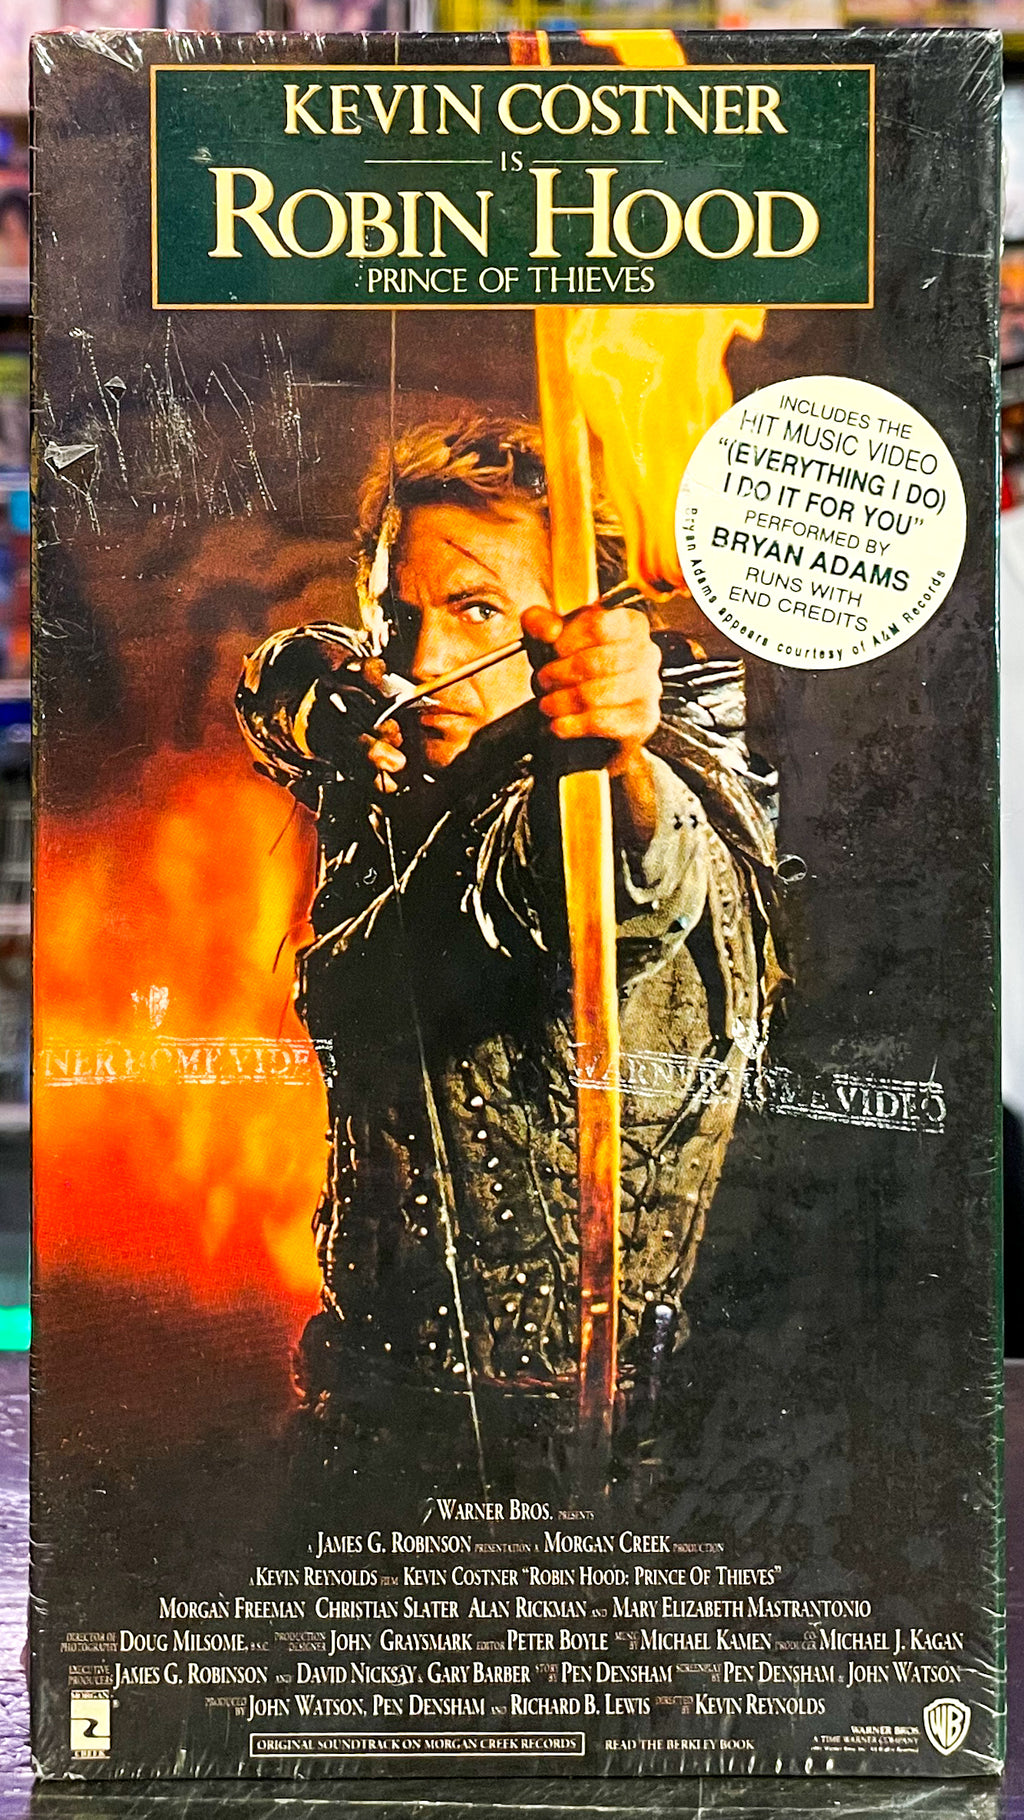 KEVIN COSTNER
IS
ROBIN HOOD
PRINCE OF THIEVES
INCLUDES THE
HIT MUSIC VIDEO
"(EVERYTHING I DO)
I DO IT FOR YOU"
PERFORMED BY
BRYAN ADAMS
RUNS WITH
END CREDITS
Bryan Adams appears courtesy of A&M Records
NER HOME VIDE
WARNER HOME VIDEO
WARNER BROS. PRESENTS
A JAMES G. ROBINSON PRESENTATION A MORGAN CREEK PRODUCTION
A KEVIN REYNOLDS FILM KEVIN COSTNER "ROBIN HOOD: PRINCE OF THIEVES"
MORGAN FREEMAN CHRISTIAN SLATER ALAN RICKMAN AND MARY ELIZABETH MASTRANTONIO
DIRECTOR OF PHOTOGRAPHY DOUG MILSOME, B.S.C. PRODUCTION DESIGNER JOHN GRAYSMARK EDITOR PETER BOYLE MUSIC BY MICHAEL KAMEN CO-PRODUCER MICHAEL J. KAGAN
EXECUTIVE PRODUCERS JAMES G. ROBINSON AND DAVID NICKSAY & GARY BARBER STORY BY PEN DENSHAM SCREENPLAY BY PEN DENSHAM & JOHN WATSON
PRODUCED BY JOHN WATSON, PEN DENSHAM AND RICHARD B. LEWIS DIRECTED BY KEVIN REYNOLDS
MORGAN
CREEK
ORIGINAL SOUNDTRACK ON MORGAN CREEK RECORDS
READ THE BERKLEY BOOK
WARNER BROS.
A TIME WARNER COMPANY
WB